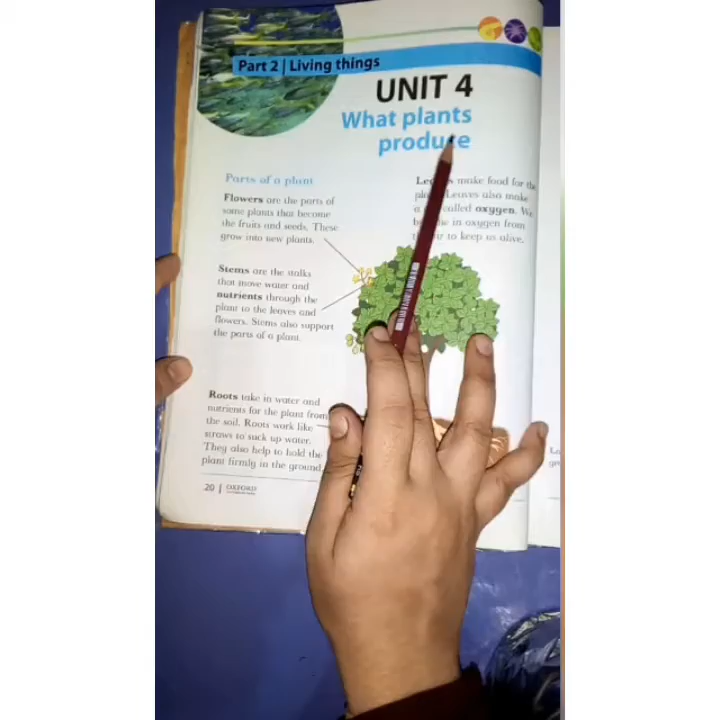 Part 2 | Living things
UNIT 4
What plants
produce
Parts of a plant
Flowers are the parts of
some plants that become
the fruits and seeds. These
grow into new plants.
Stems are the stalks
that move water and
nutrients through the
plant to the leaves and
flowers. Stems also support
the parts of a plant.
Roots take in water and
nutrients for the plant from
the soil. Roots work like
straws to suck up water.
They also help to hold the
plant firmly in the ground
20 | OXFORD
Leaves make food for the
Leaves also make
a called oxygen. We
in oxygen from
to keep us alive.